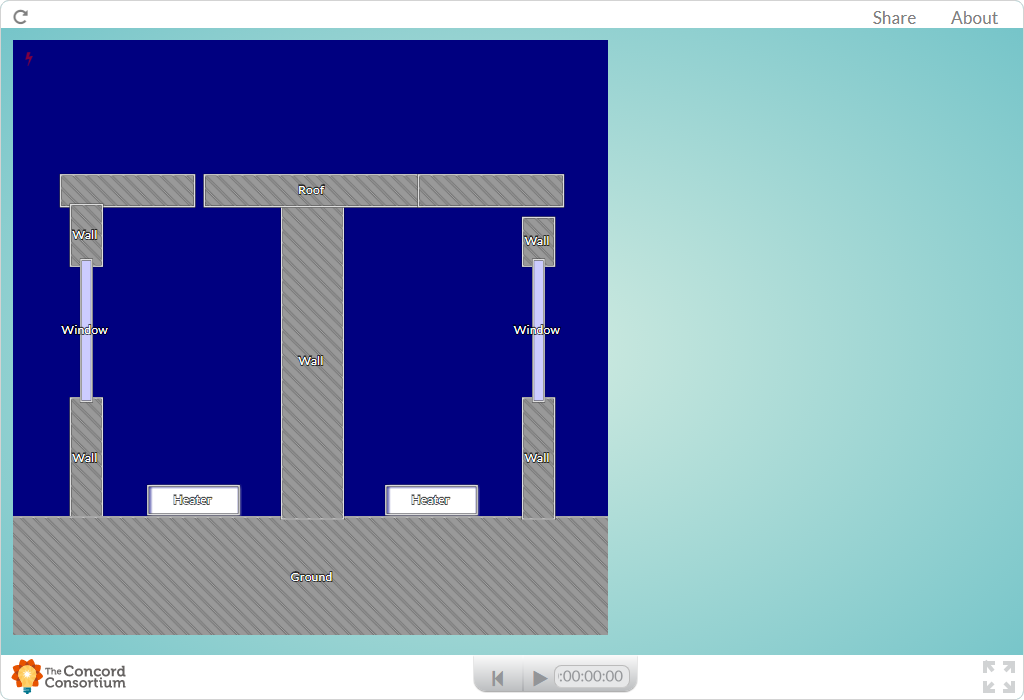 Share About
Roof
Wall
Wall
Window
Window
Wall
Wall
Wall
Heater
Heater
Ground
The Concord
Consortium
:00:00:00